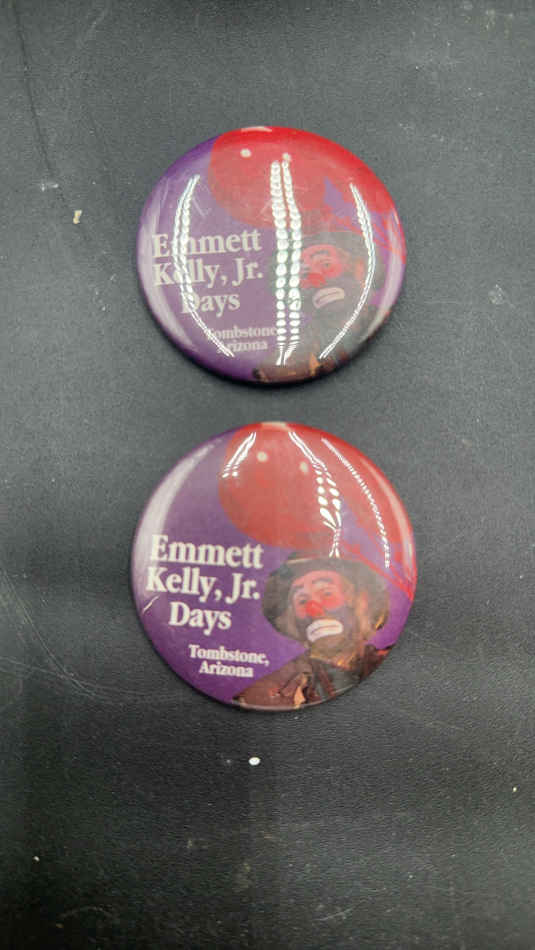 Emmett
Kelly, Jr.
Days
Tombstone,
Arizona
Emmett
Kelly, Jr.
Days
Tombstone,
Arizona